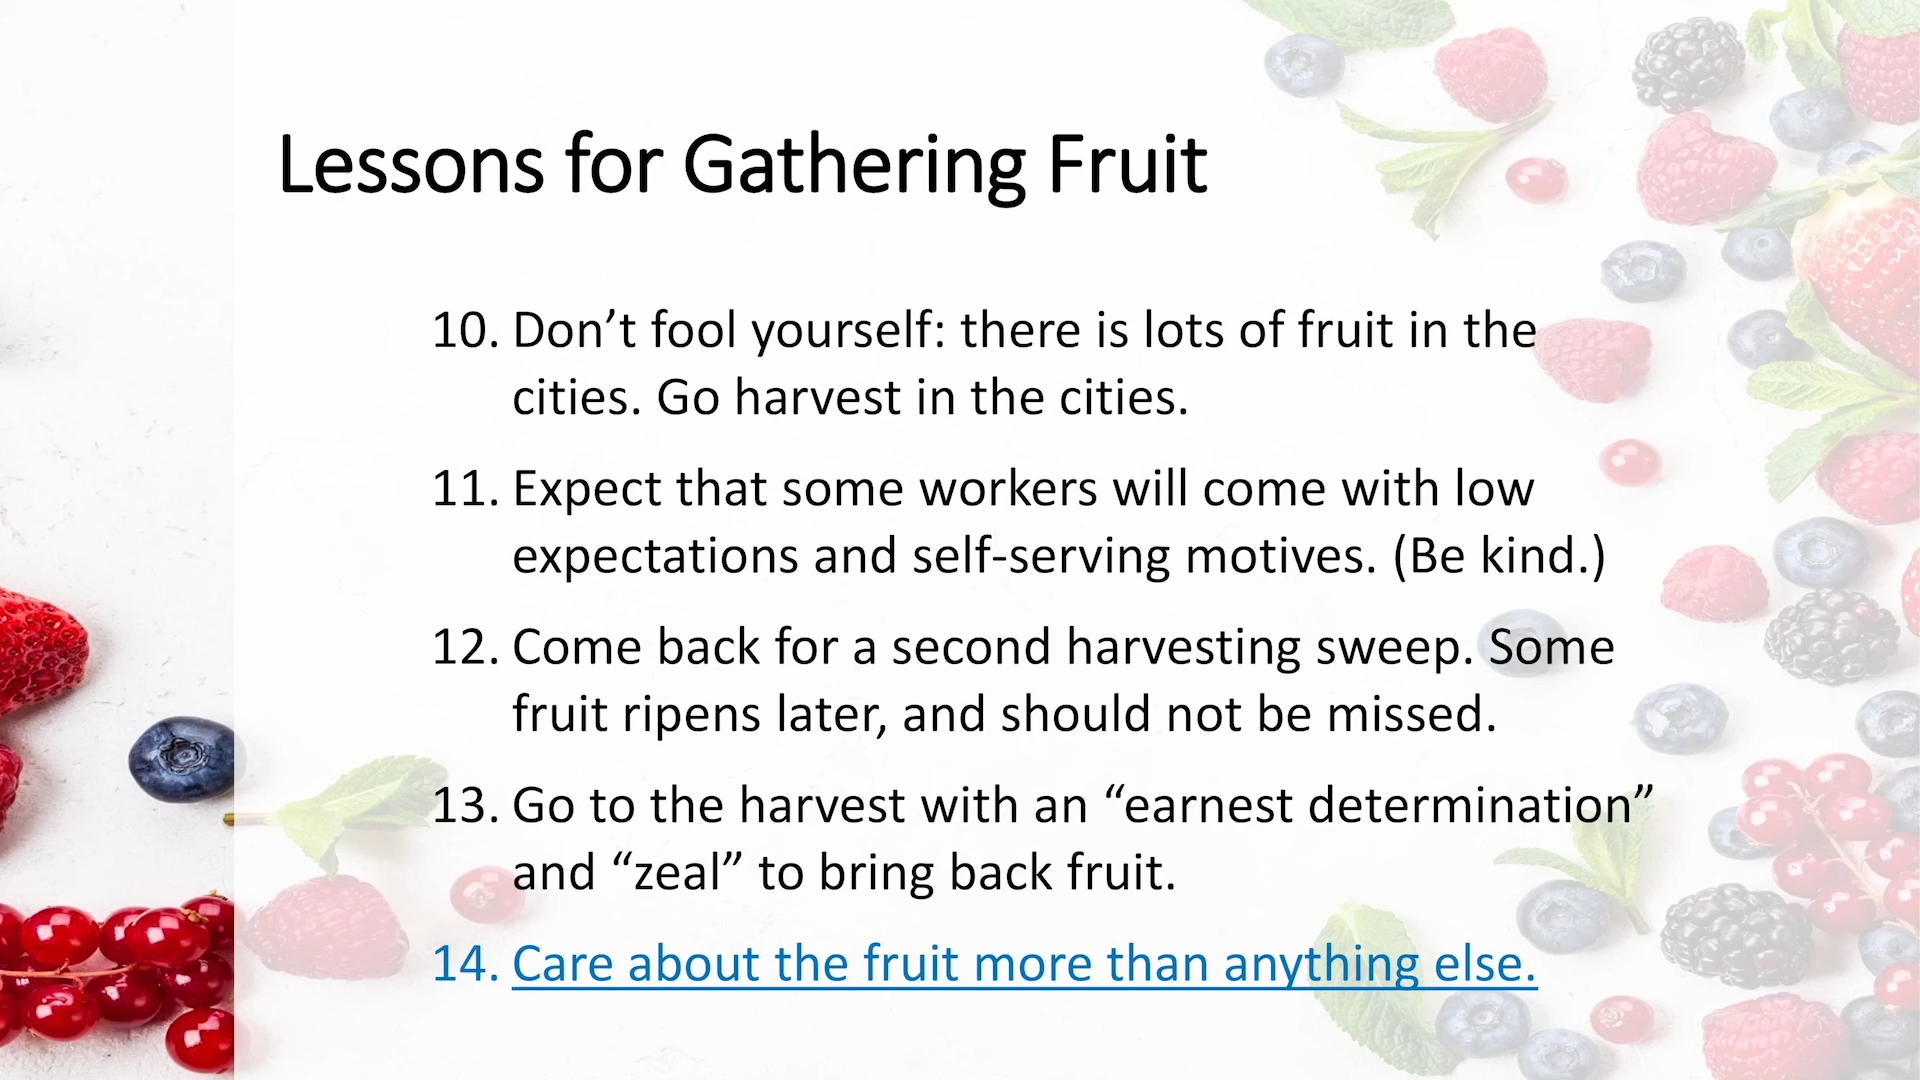 Lessons for Gathering Fruit
10. Don’t fool yourself: there is lots of fruit in the
cities. Go harvest in the cities.
11. Expect that some workers will come with low
expectations and self-serving motives. (Be kind.)
12. Come back for a second harvesting sweep. Some
fruit ripens later, and should not be missed.
13. Go to the harvest with an “earnest determination”
and “zeal” to bring back fruit.
14. Care about the fruit more than anything else.